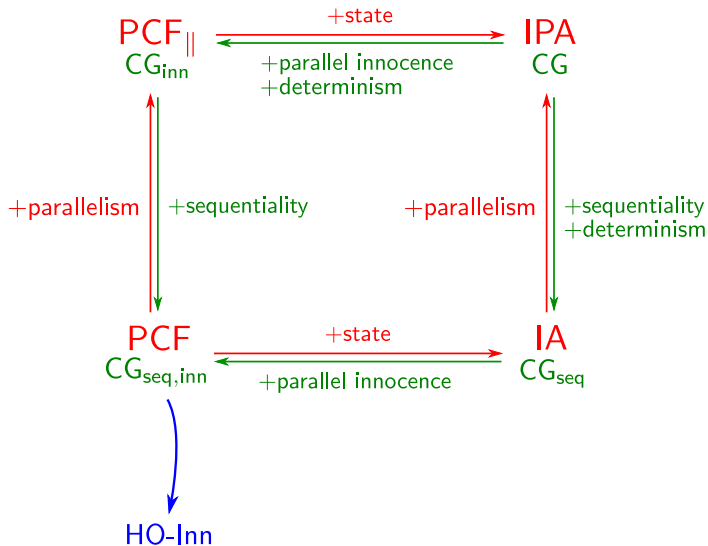 +state
PCF||
IPA
CGinn
+parallel innocence
CG
+determinism
+parallelism
+sequentiality
+parallelism
+sequentiality
+determinism
PCF
+state
IA
CGseq,inn
+parallel innocence
CGseq
HO-Inn